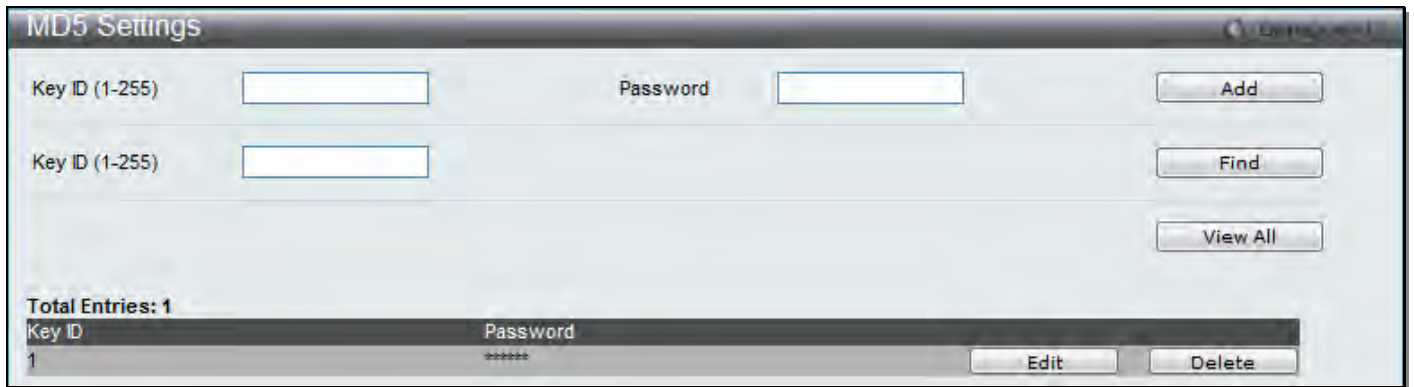 MD5 Settings
Key ID (1-255) Password Add
Key ID (1-255) Find
View All
Total Entries: 1
Key ID Password
1 ****** Edit Delete